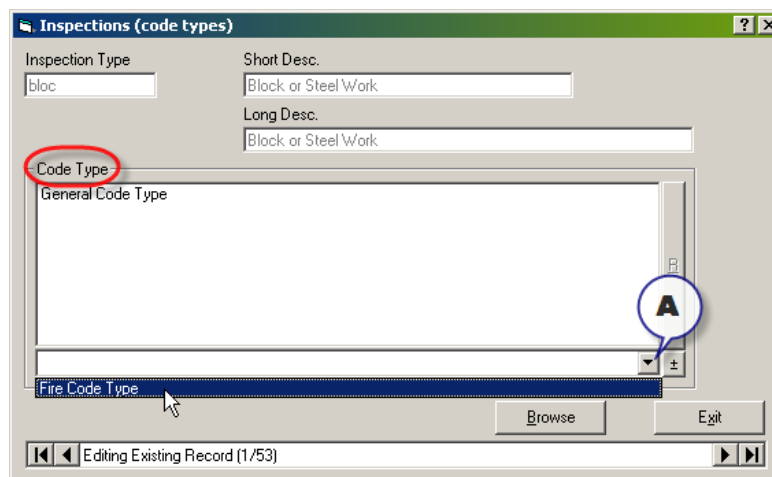 Inspections (code types)
Inspection Type
Short Desc.
bloc
Block or Steel Work
Long Desc.
Block or Steel Work
Code Type
General Code Type
R
A
±
Fire Code Type
Browse
Exit
Editing Existing Record (1/53)